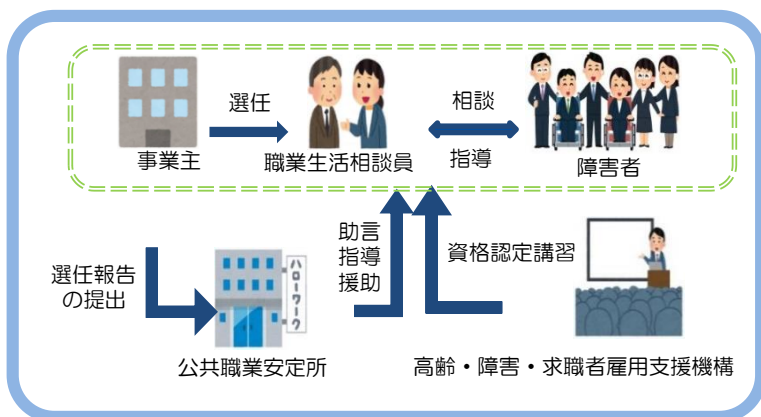 選任
相談
指導
事業主
職業生活相談員
障害者
選任報告
の提出
ハローワーク
助言
指導
援助
資格認定講習
公共職業安定所
高齢・障害・求職者雇用支援機構